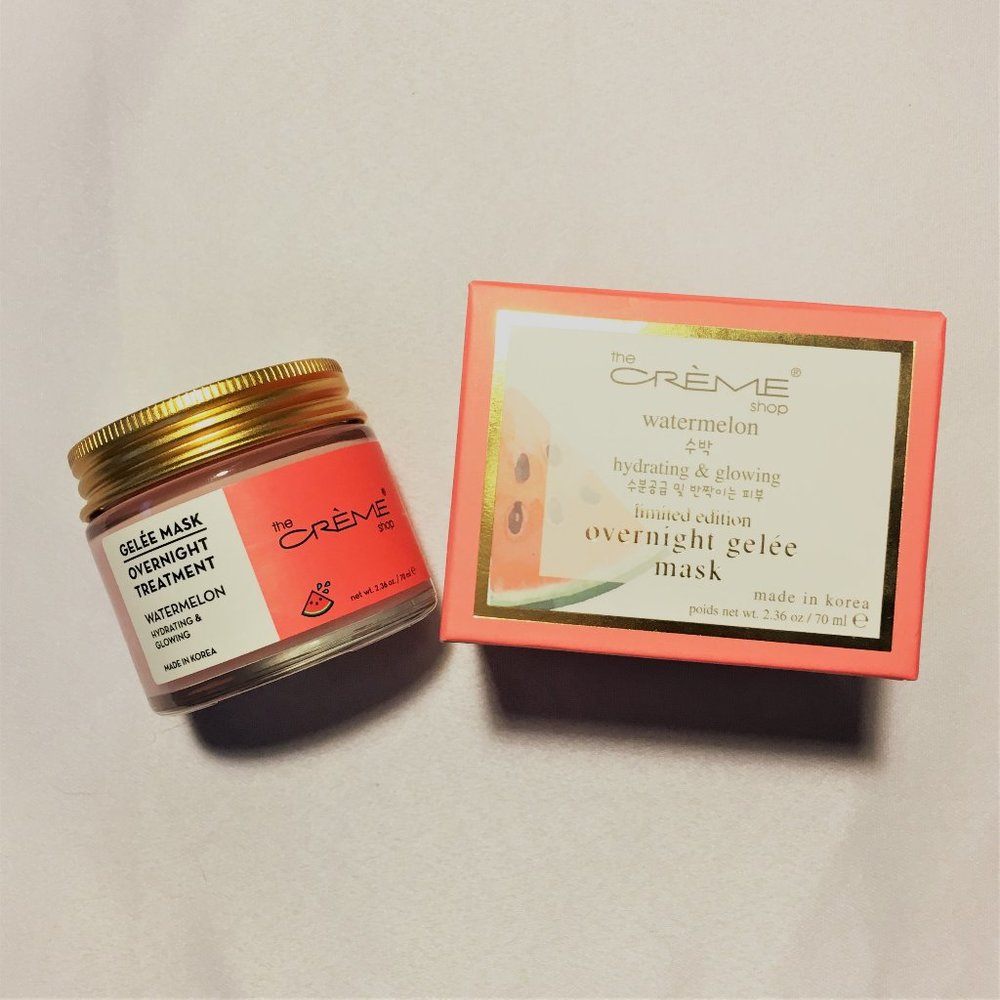 GELÉE MASK
OVERNIGHT
TREATMENT
WATERMELON
HYDRATING &
GLOWING
MADE IN KOREA
the
CRÈME®
shop
net wt. 2.36 oz. / 70 ml ℮
the
CRÈME®
shop
watermelon
수박
hydrating & glowing
수분공급 및 반짝이는 피부
limited edition
overnight gelée
mask
made in korea
poids net wt. 2.36 oz / 70 ml ℮